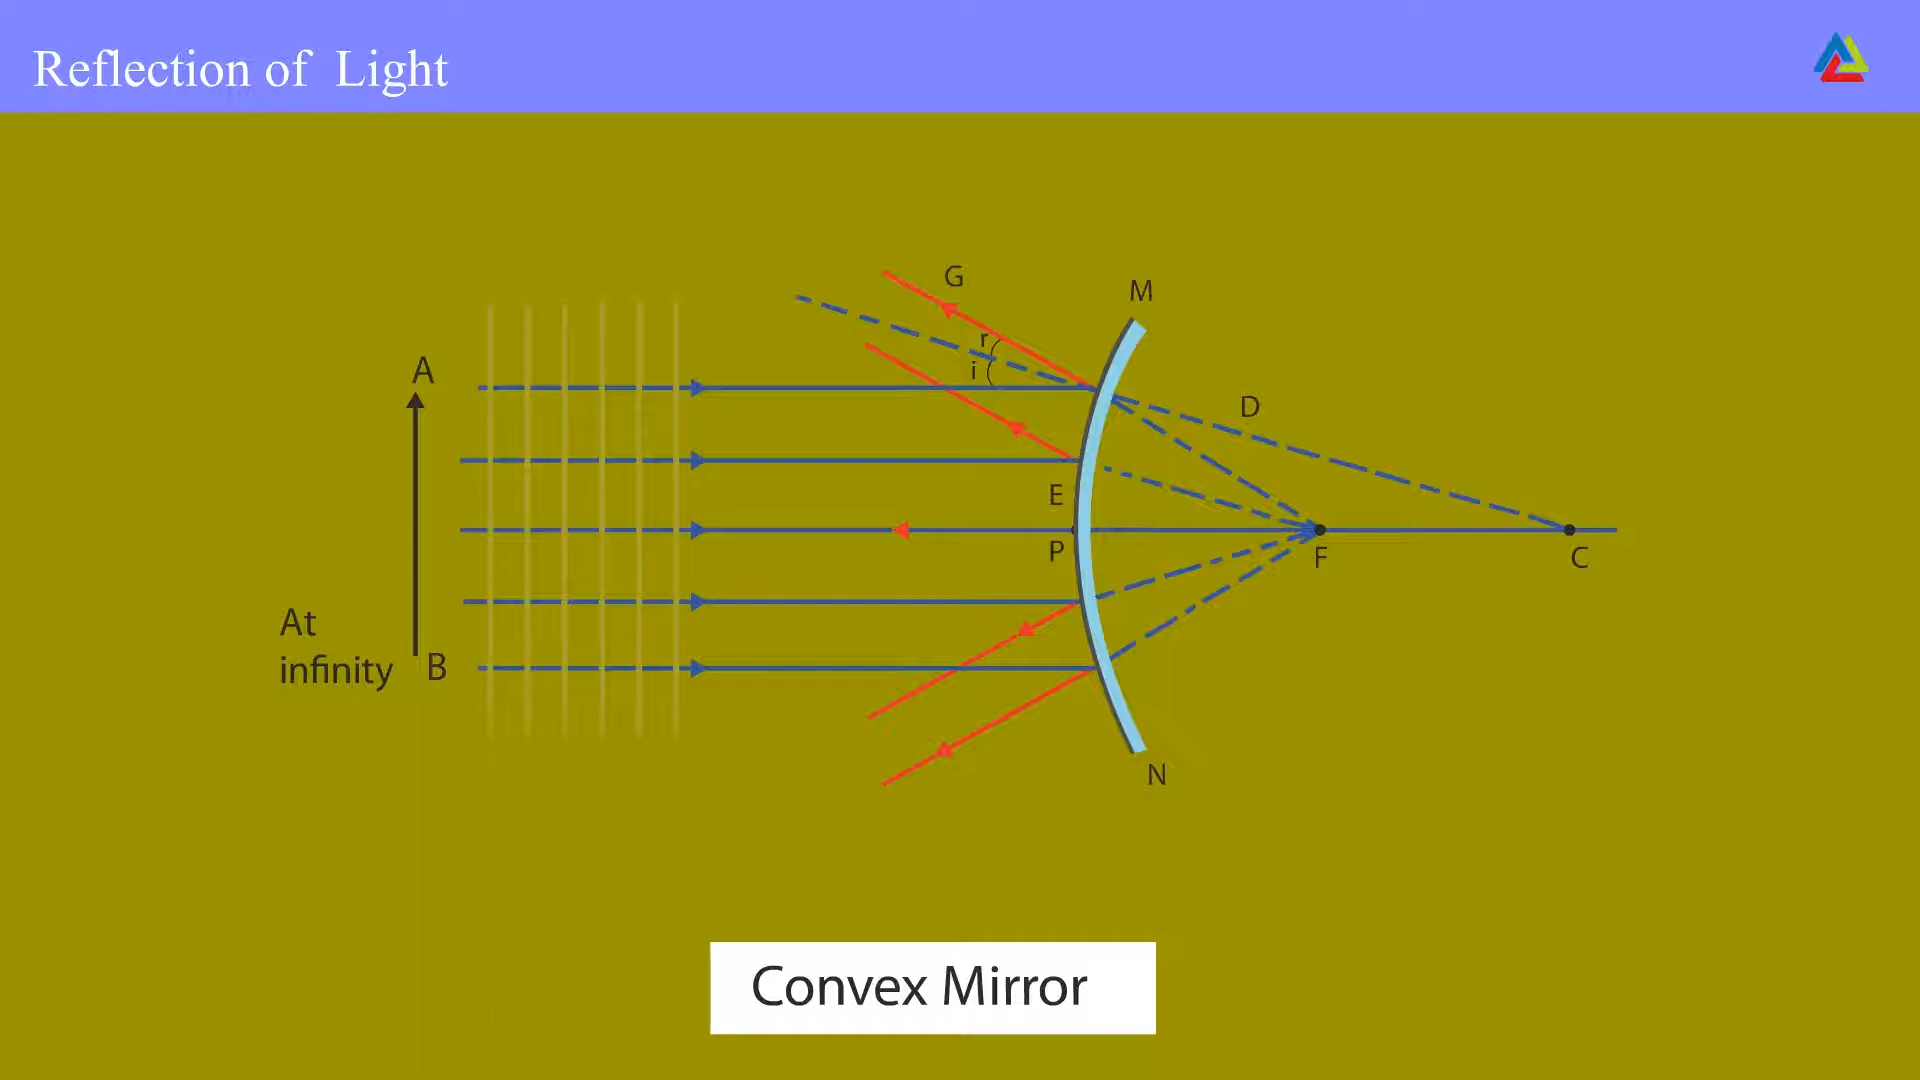 Reflection of Light
G
M
r
A
i
D
E
P
F
C
At
infinity
B
N
Convex Mirror